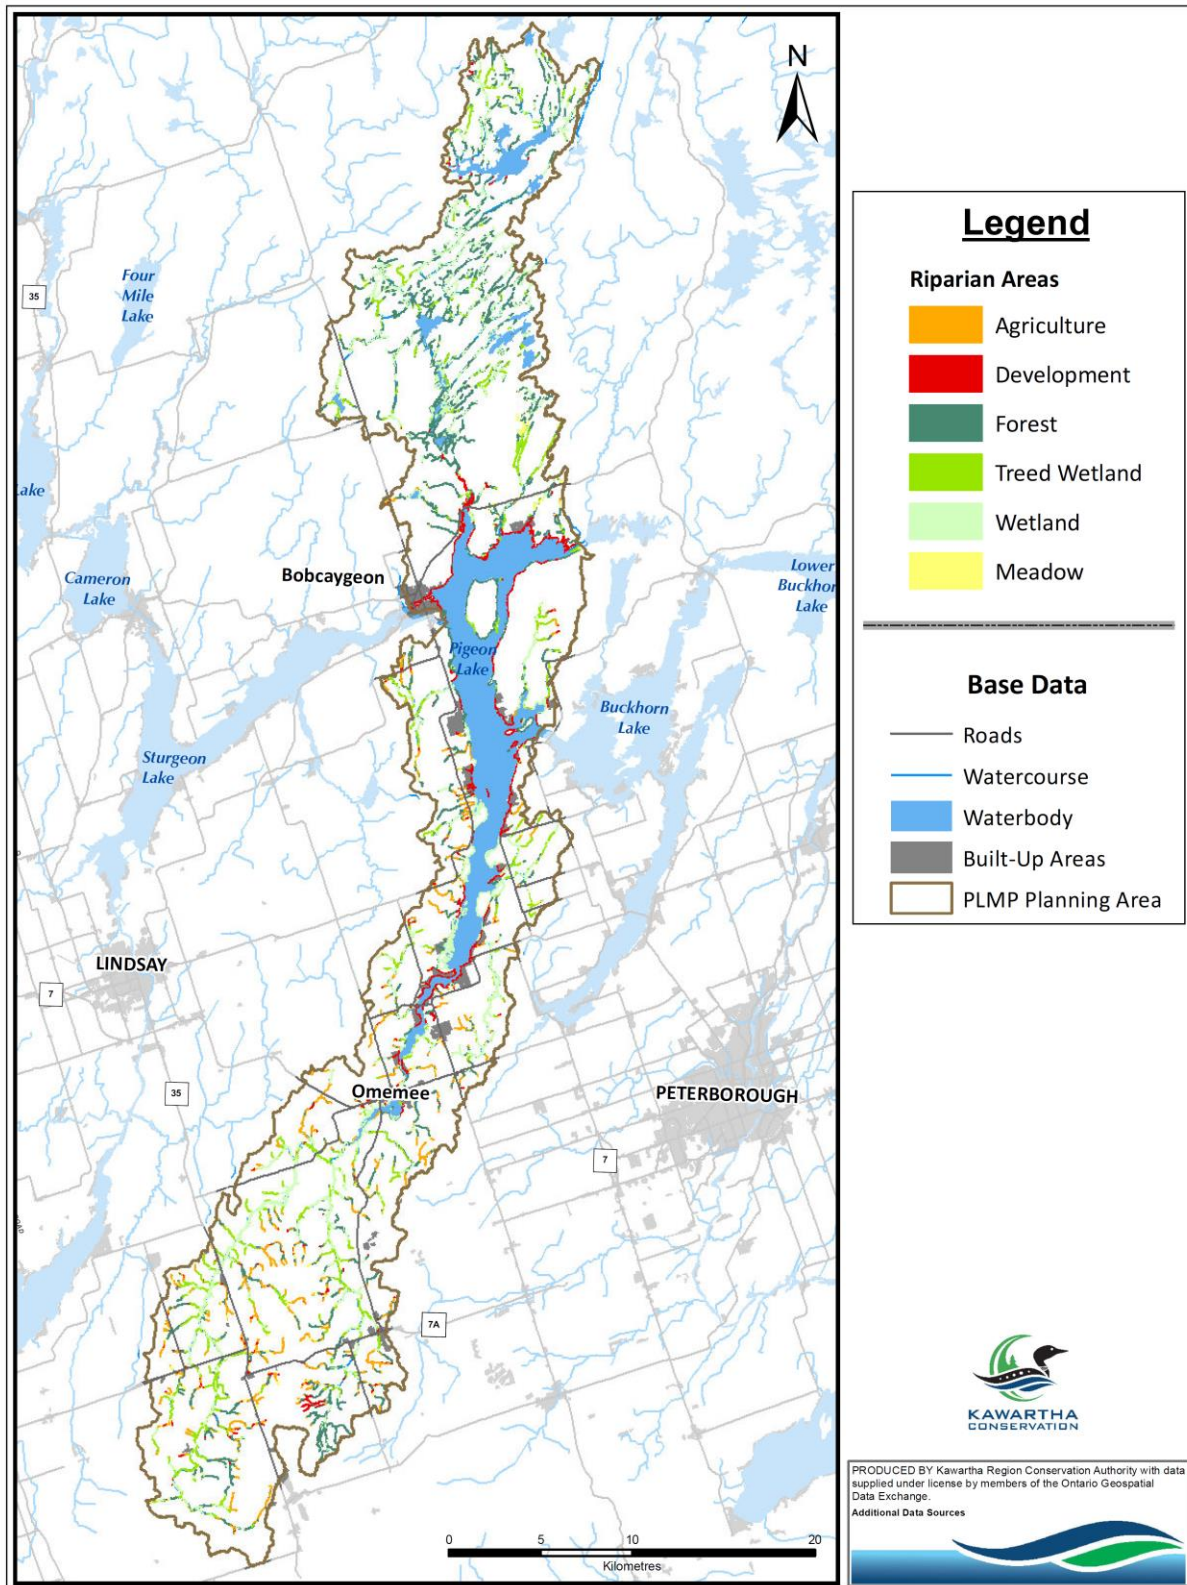 N
Four
Mile
Lake
35
Lake
Cameron
Lake
Bobcaygeon
Lower
Buckhor
Lake
Pigeon
Lake
Buckhorn
Lake
Sturgeon
Lake
LINDSAY
7
35
Omemee
PETERBOROUGH
7
7A
0 5 10 20
Kilometres
Legend
Riparian Areas
Agriculture
Development
Forest
Treed Wetland
Wetland
Meadow
Base Data
Roads
Watercourse
Waterbody
Built-Up Areas
PLMP Planning Area
KAWARTHA
CONSERVATION
PRODUCED BY Kawartha Region Conservation Authority with data
supplied under license by members of the Ontario Geospatial
Data Exchange.
Additional Data Sources